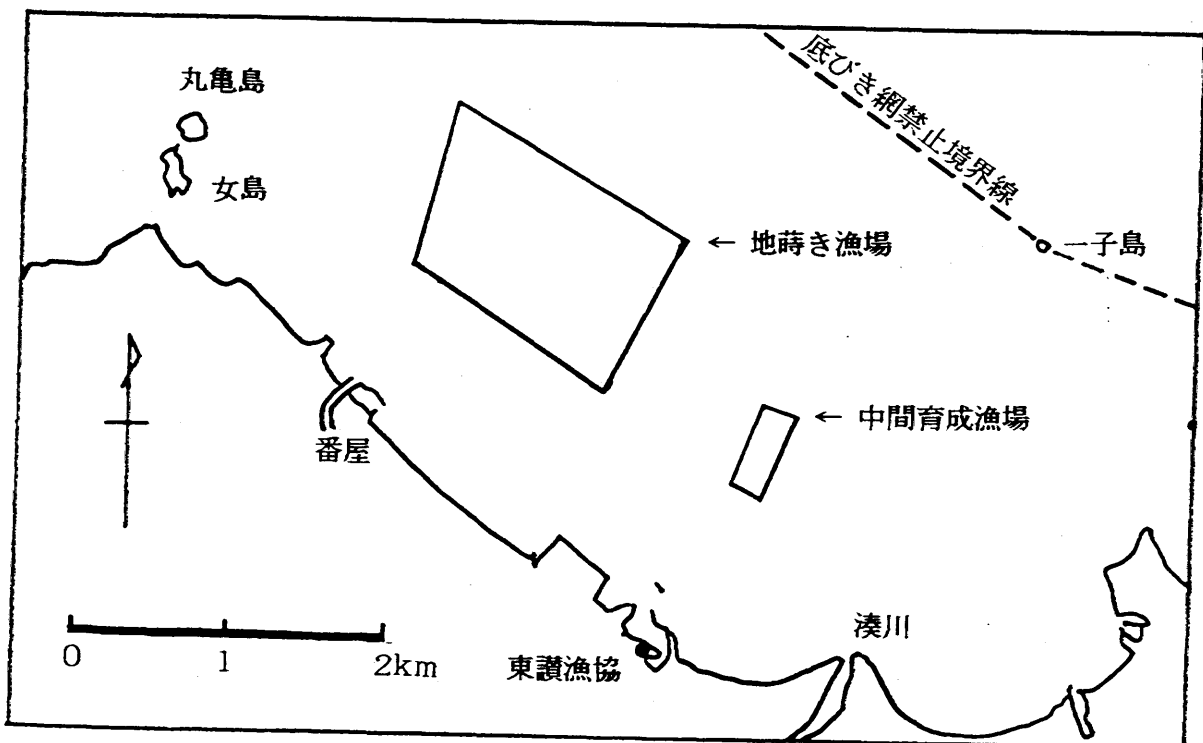 丸亀島
女島
底びき網禁止境界線
一子島
← 地蒔き漁場
← 中間育成漁場
番屋
湊川
東讃漁協
0 1 2km